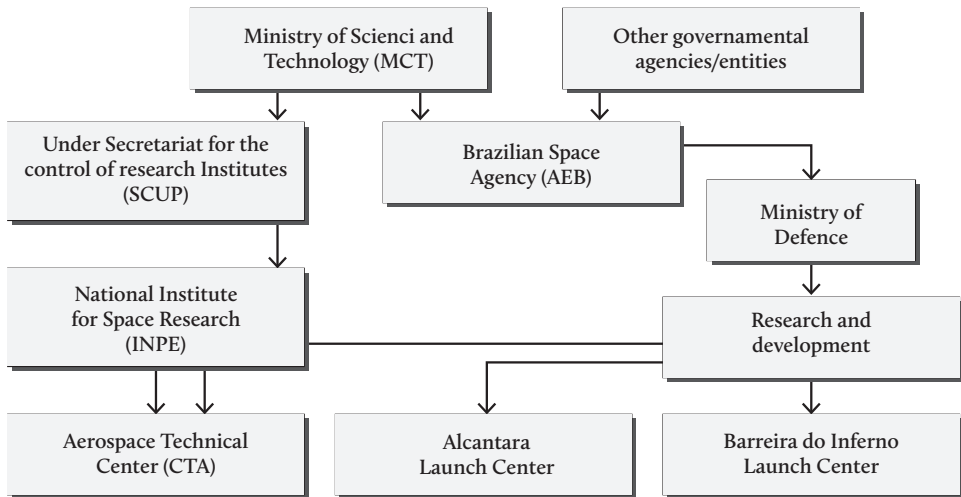 Ministry of Scienci and
Technology (MCT)
Other governamental
agencies/entities
Under Secretariat for the
control of research Institutes
(SCUP)
Brazilian Space
Agency (AEB)
Ministry of
Defence
National Institute
for Space Research
(INPE)
Research and
development
Aerospace Technical
Center (CTA)
Alcantara
Launch Center
Barreira do Inferno
Launch Center